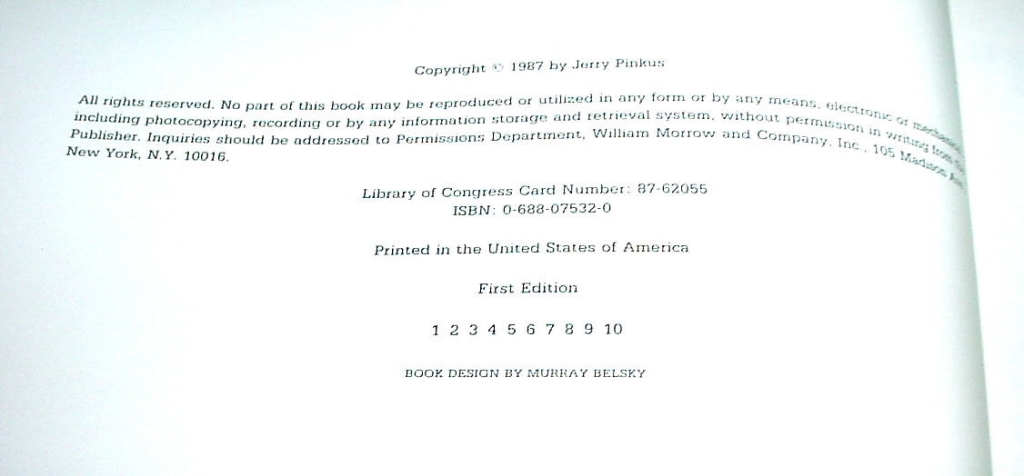 Copyright © 1987 by Jerry Pinkus
All rights reserved. No part of this book may be reproduced or utilized in any form or by any means, electronic or mechanical,
including photocopying, recording or by any information storage and retrieval system, without permission in writing from the
Publisher. Inquiries should be addressed to Permissions Department, William Morrow and Company, Inc., 105 Madison Ave.
New York, N.Y. 10016.
Library of Congress Card Number: 87-62055
ISBN: 0-688-07532-0
Printed in the United States of America
First Edition
1 2 3 4 5 6 7 8 9 10
BOOK DESIGN BY MURRAY BELSKY